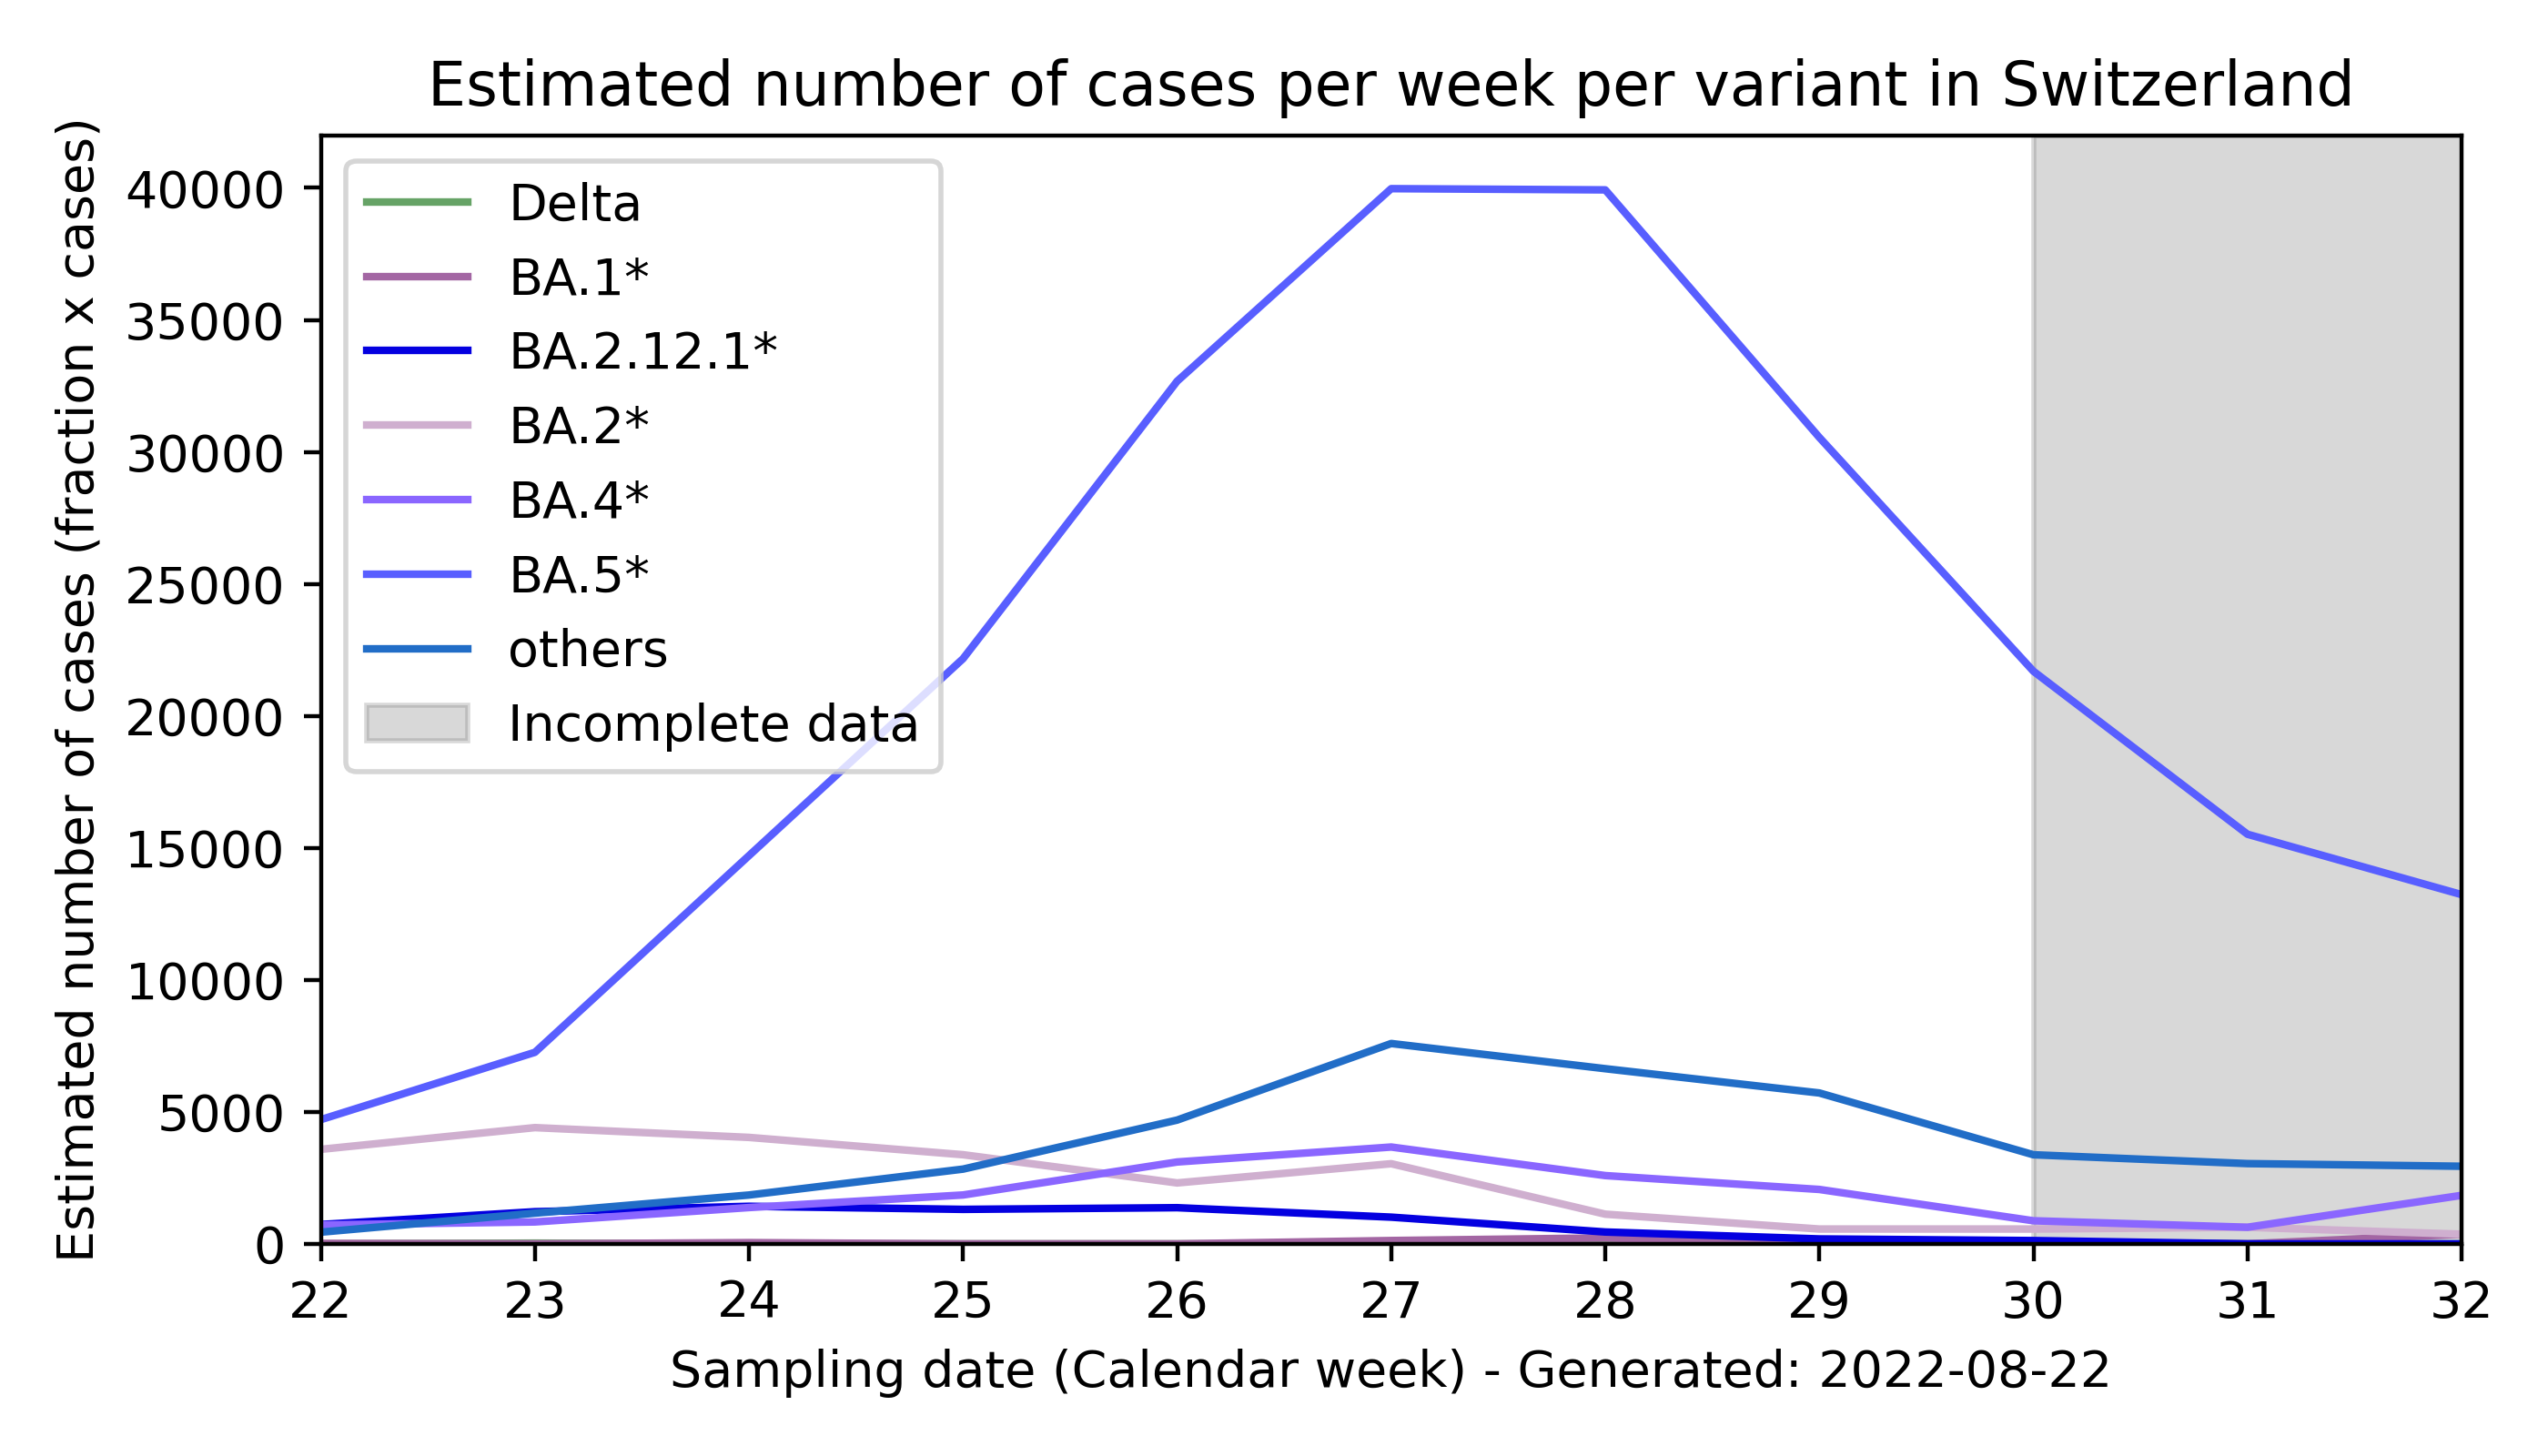 Estimated number of cases per week per variant in Switzerland
Estimated number of cases (fraction x cases)
40000
35000
30000
25000
20000
15000
10000
5000
0
Delta
BA.1*
BA.2.12.1*
BA.2*
BA.4*
BA.5*
others
Incomplete data
22 23 24 25 26 27 28 29 30 31 32
Sampling date (Calendar week) - Generated: 2022-08-22